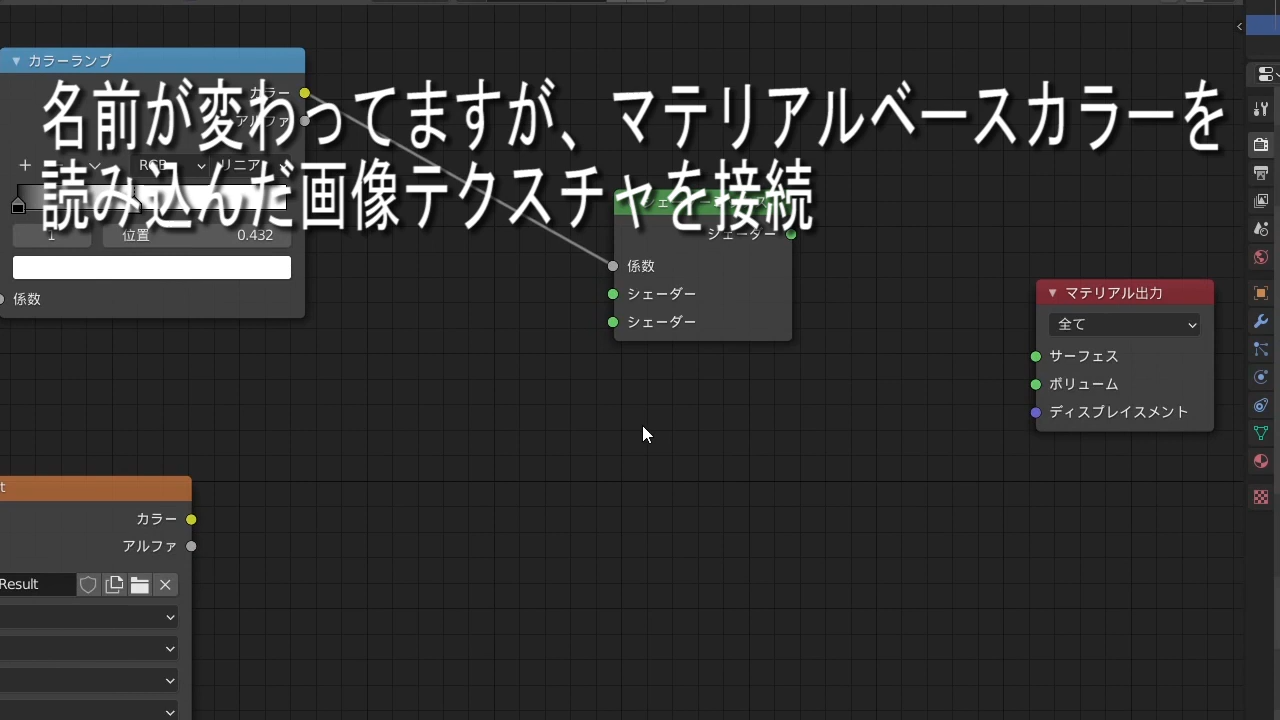 カラーランプ
カラー
名前が変わってますが、マテリアルベースカラーを
アルファ
RGB リニア
読み込んだ画像テクスチャを接続
シェーダー
1 位置 0.432
係数
係数
シェーダー
シェーダー
マテリアル出力
全て
サーフェス
ボリューム
ディスプレイスメント
t
カラー
アルファ
Result